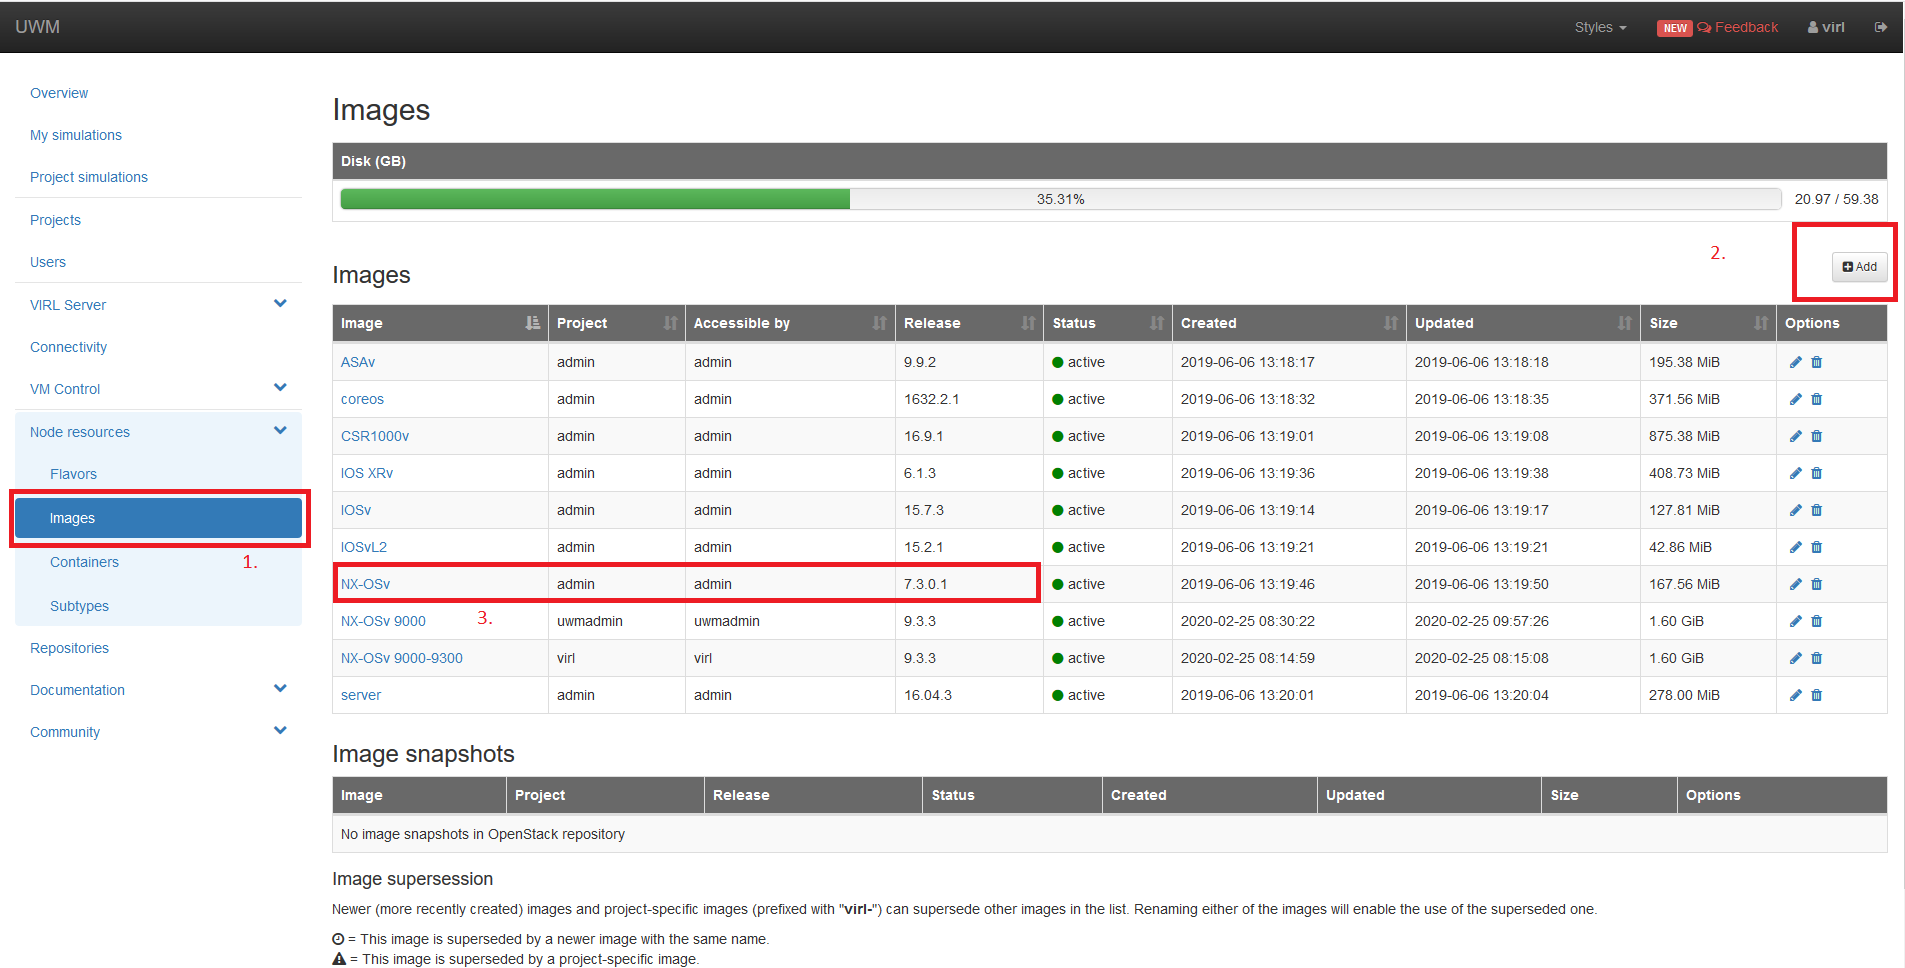 UWM
Styles
NEW Feedback
virl
Overview
My simulations
Project simulations
Projects
Users
VIRL Server
Connectivity
VM Control
Node resources
Flavors
Images
1.
Containers
Subtypes
Repositories
Documentation
Community
Images
Disk (GB)
35.31% 20.97 / 59.38
2.
Add
Images
Image Project Accessible by Release Status Created Updated Size Options
ASAv admin admin 9.9.2 active 2019-06-06 13:18:17 2019-06-06 13:18:18 195.38 MiB
coreos admin admin 1632.2.1 active 2019-06-06 13:18:32 2019-06-06 13:18:35 371.56 MiB
CSR1000v admin admin 16.9.1 active 2019-06-06 13:19:01 2019-06-06 13:19:08 875.38 MiB
IOS XRv admin admin 6.1.3 active 2019-06-06 13:19:36 2019-06-06 13:19:38 408.73 MiB
IOSv admin admin 15.7.3 active 2019-06-06 13:19:14 2019-06-06 13:19:17 127.81 MiB
IOSvL2 admin admin 15.2.1 active 2019-06-06 13:19:21 2019-06-06 13:19:21 42.86 MiB
NX-OSv admin admin 7.3.0.1 active 2019-06-06 13:19:46 2019-06-06 13:19:50 167.56 MiB
3.
NX-OSv 9000 uwmadmin uwmadmin 9.3.3 active 2020-02-25 08:30:22 2020-02-25 09:57:26 1.60 GiB
NX-OSv 9000-9300 virl virl 9.3.3 active 2020-02-25 08:14:59 2020-02-25 08:15:08 1.60 GiB
server admin admin 16.04.3 active 2019-06-06 13:20:01 2019-06-06 13:20:04 278.00 MiB
Image snapshots
Image Project Release Status Created Updated Size Options
No image snapshots in OpenStack repository
Image supersession
Newer (more recently created) images and project-specific images (prefixed with "virl-") can supersede other images in the list. Renaming either of the images will enable the use of the superseded one.
= This image is superseded by a newer image with the same name.
= This image is superseded by a project-specific image.